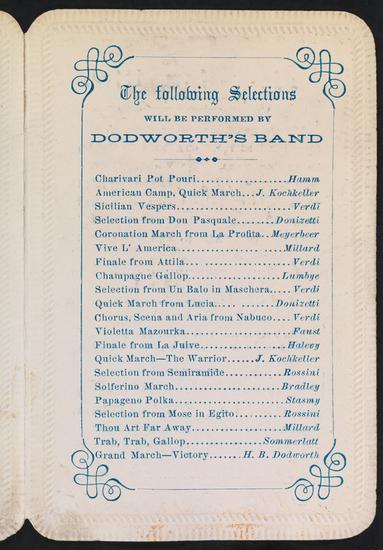 The following Selections
WILL BE PERFORMED BY
DODWORTH'S BAND
Charivari Pot Pouri..............Hamm
American Camp, Quick March...J. Kochkeller
Sicilian Vespers..................Verdi
Selection from Don Pasquale........Donizetti
Coronation March from La Profita..Meyerbeer
Vive L' America..................Millard
Finale from Attila... ..............Verdi
Champagne Gallop................Lumbye
Selection from Un Balo in Maschera....Verdi
Quick March from Lucia.... .......Donizetti
Chorus, Scena and Aria from Nabuco....Verdi
Violetta Mazourka..................Faust
Finale from La Juive..............Halevy
Quick March—The Warrior......J. Kochkeller
Selection from Semiramide.........Rossini
Solferino March..................Bradley
Papageno Polka..................Stasmy
Selection from Mose in Egito........Rossini
Thou Art Far Away..............Millard
Trab, Trab, Gallop.............Sommerlatt
Grand March—Victory.......H. B. Dodworth